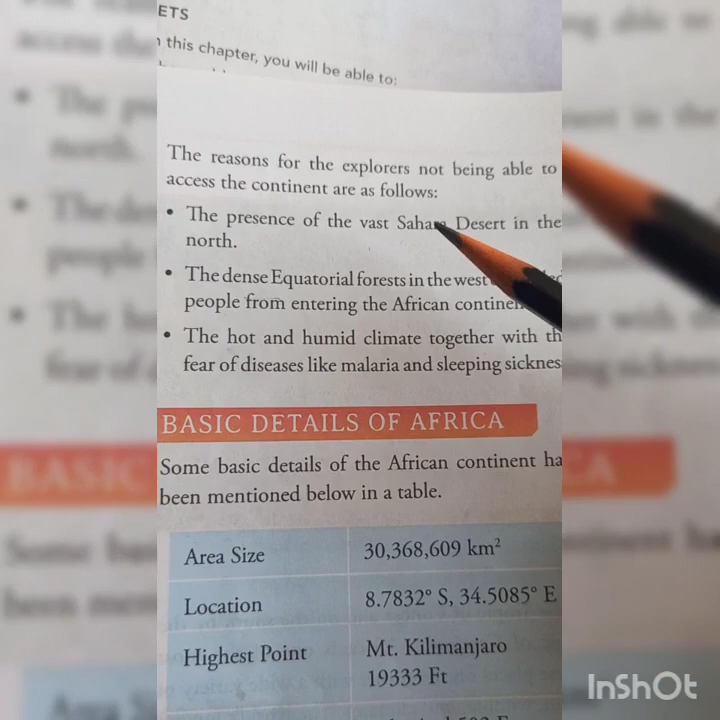 ETS
this chapter, you will be able to:
The reasons for the explorers not being able to
access the continent are as follows:
• The presence of the vast Sahara Desert in the
north.
• The dense Equatorial forests in the west
people from entering the African
• The hot and humid climate together with th
fear of diseases like malaria and sleeping sicknes
BASIC DETAILS OF AFRICA
Some basic details of the African continent ha
been mentioned below in a table.
Area Size 30,368,609 km²
Location 8.7832° S, 34.5085° E
Highest Point Mt. Kilimanjaro
19333 Ft
InShOt